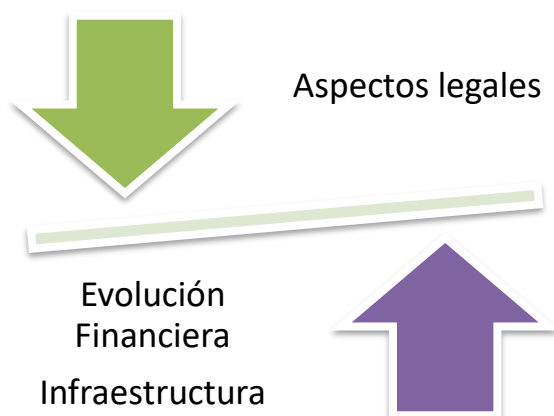 Aspectos legales
Evolución
Financiera
Infraestructura